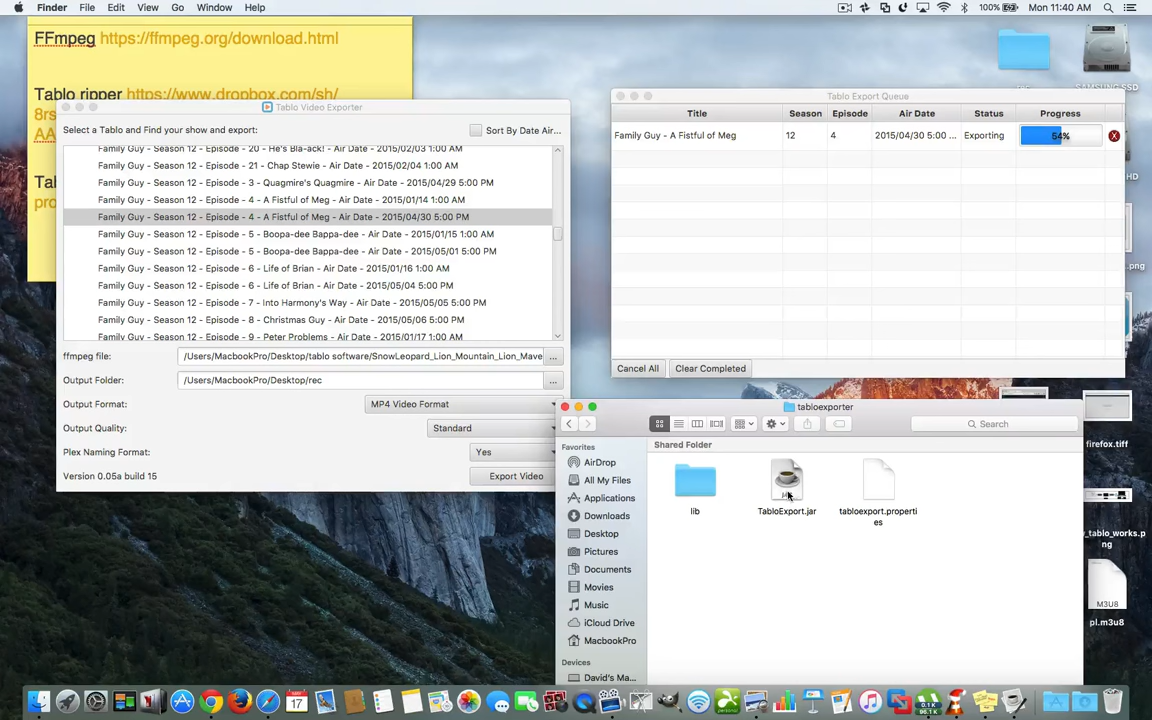 Finder File Edit View Go Window Help 100% Mon 11:40 AM
FFmpeg https://ffmpeg.org/download.html
Tablo ripper https://www.dropbox.com/sh/
8rs
AA
Tab
pro
SAMSUNG SSD
HD
.png
firefox.tiff
y_tablo_works.p
ng
M3U8
pl.m3u8
Tablo Video Exporter
Select a Tablo and Find your show and export: Sort By Date Air...
Family Guy - Season 12 - Episode - 20 - He's Bla-ack! - Air Date - 2015/02/03 1:00 AM
Family Guy - Season 12 - Episode - 21 - Chap Stewie - Air Date - 2015/02/04 1:00 AM
Family Guy - Season 12 - Episode - 3 - Quagmire's Quagmire - Air Date - 2015/04/29 5:00 PM
Family Guy - Season 12 - Episode - 4 - A Fistful of Meg - Air Date - 2015/01/14 1:00 AM
Family Guy - Season 12 - Episode - 4 - A Fistful of Meg - Air Date - 2015/04/30 5:00 PM
Family Guy - Season 12 - Episode - 5 - Boopa-dee Bappa-dee - Air Date - 2015/01/15 1:00 AM
Family Guy - Season 12 - Episode - 5 - Boopa-dee Bappa-dee - Air Date - 2015/05/01 5:00 PM
Family Guy - Season 12 - Episode - 6 - Life of Brian - Air Date - 2015/01/16 1:00 AM
Family Guy - Season 12 - Episode - 6 - Life of Brian - Air Date - 2015/05/04 5:00 PM
Family Guy - Season 12 - Episode - 7 - Into Harmony's Way - Air Date - 2015/05/05 5:00 PM
Family Guy - Season 12 - Episode - 8 - Christmas Guy - Air Date - 2015/05/06 5:00 PM
Family Guy - Season 12 - Episode - 9 - Peter Problems - Air Date - 2015/01/17 1:00 AM
ffmpeg file: /Users/MacbookPro/Desktop/tablo software/SnowLeopard_Lion_Mountain_Lion_Mave ...
Output Folder: /Users/MacbookPro/Desktop/rec ...
Output Format: MP4 Video Format
Output Quality: Standard
Plex Naming Format: Yes
Version 0.05a build 15 Export Video
Tablo Export Queue
Title Season Episode Air Date Status Progress
Family Guy - A Fistful of Meg 12 4 2015/04/30 5:00 ... Exporting 54% X
Cancel All Clear Completed
tabloexporter
Search
Favorites
AirDrop
All My Files
Applications
Downloads
Desktop
Pictures
Documents
Movies
Music
iCloud Drive
MacbookPro
Devices
David's Ma...
Shared Folder
lib TabloExport.jar tabloexport.properti
es
17